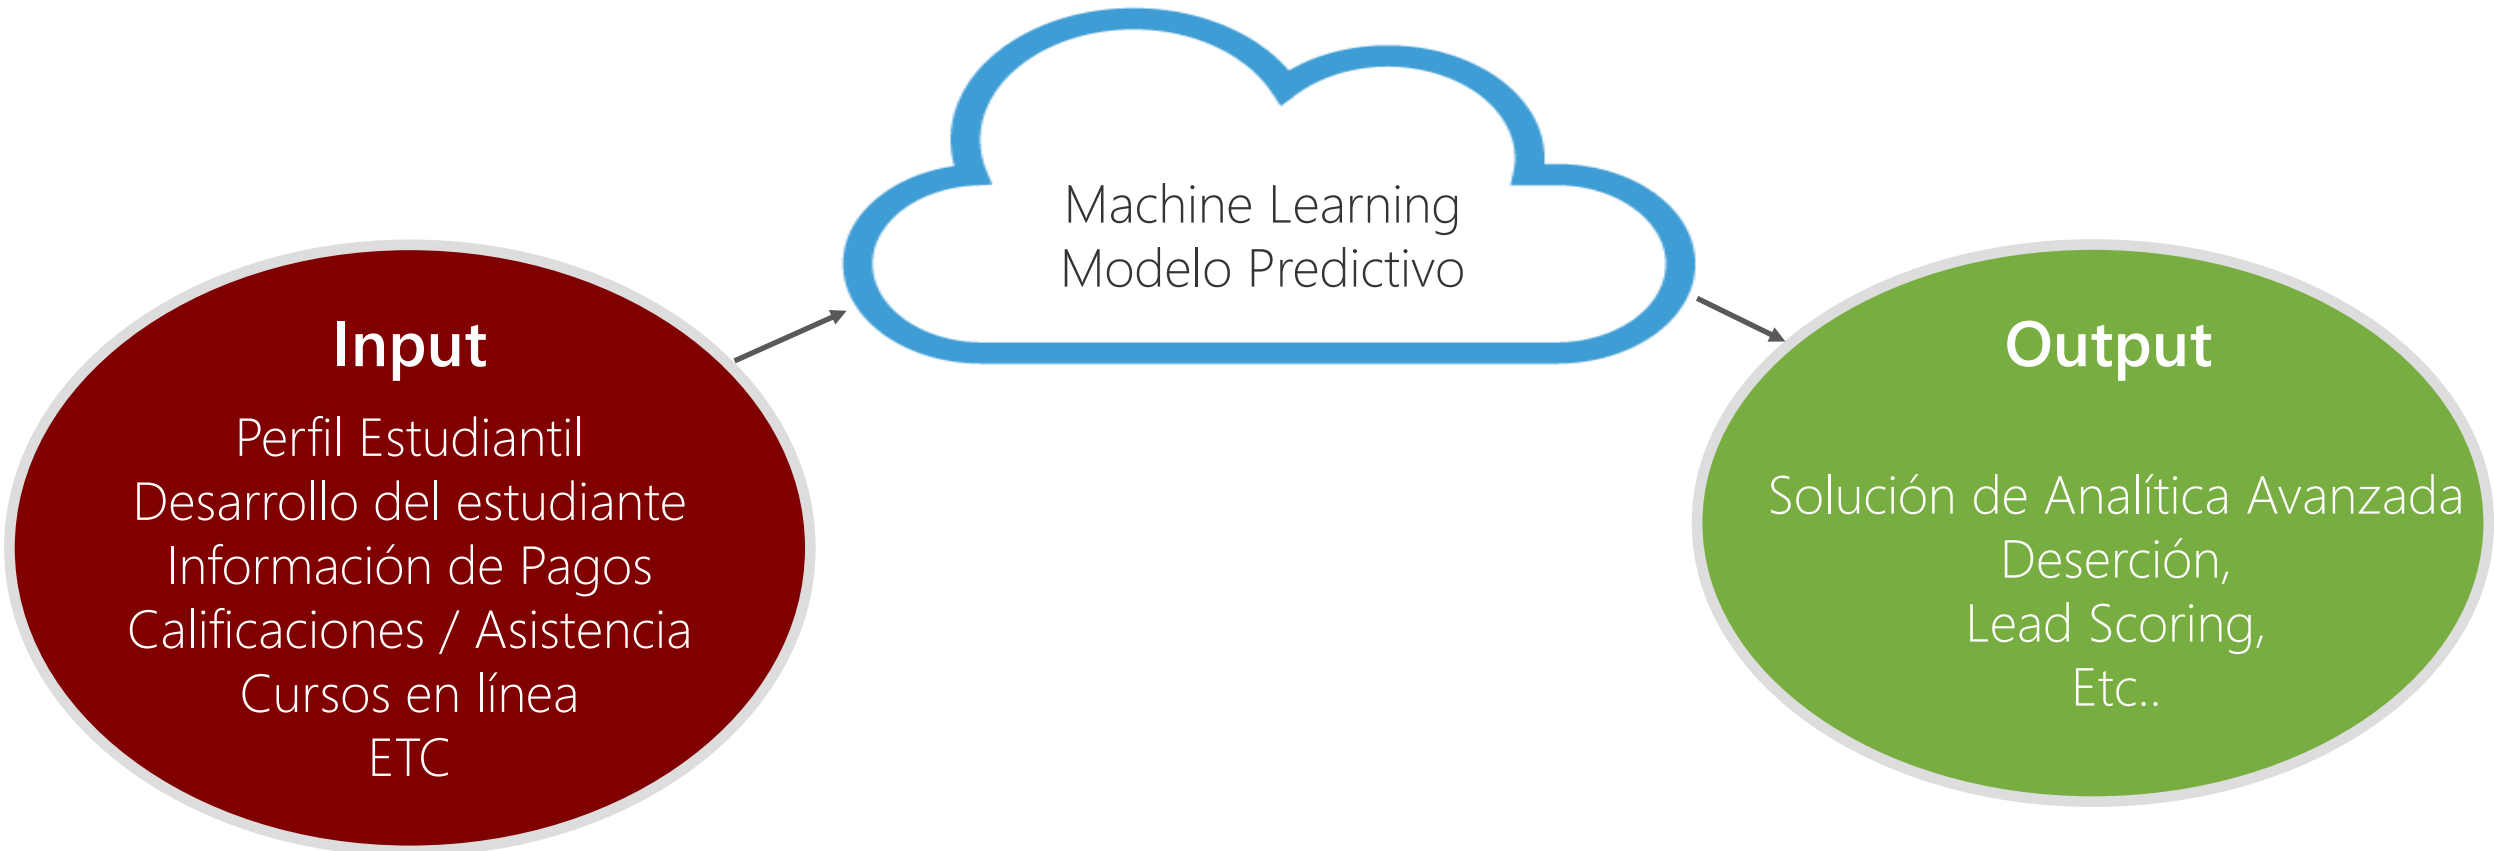 Machine Learning
Modelo Predictivo
Input
Perfil Estudiantil
Desarrollo del estudiante
Información de Pagos
Calificaciones / Asistencia
Cursos en línea
ETC
Output
Solución de Analítica Avanzada
Deserción,
Lead Scoring,
Etc..